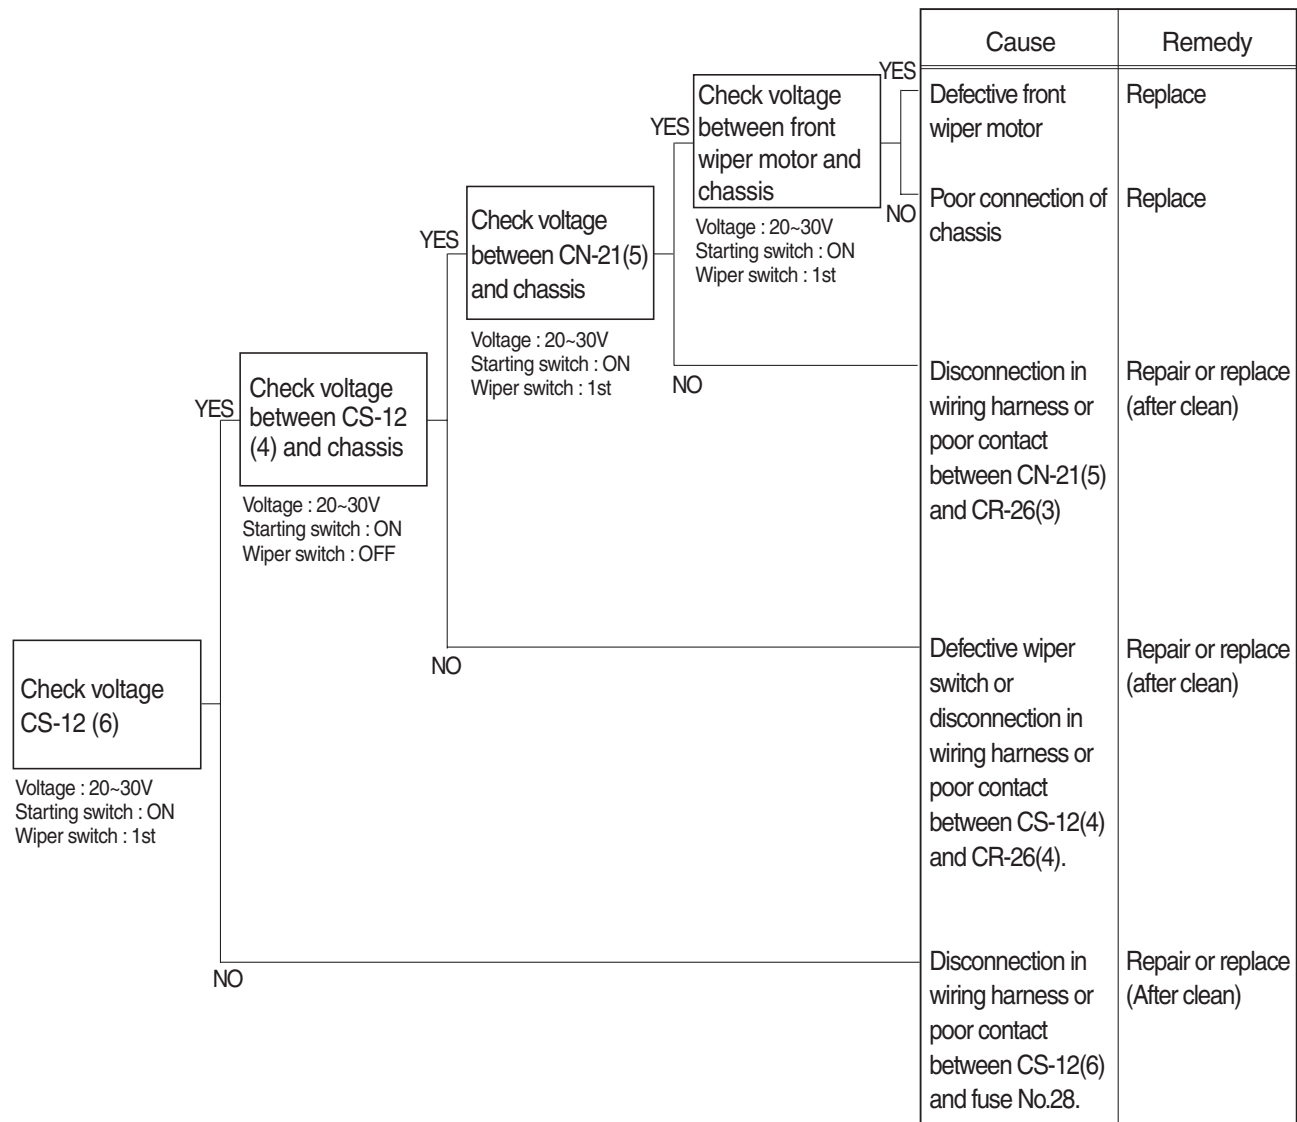 Cause
Remedy
YES
Check voltage
between front
wiper motor and
chassis
YES
Voltage : 20~30V
Starting switch : ON
Wiper switch : 1st
NO
Defective front
wiper motor
Replace
Poor connection of
chassis
Replace
Check voltage
between CN-21(5)
and chassis
YES
Voltage : 20~30V
Starting switch : ON
Wiper switch : 1st
NO
Disconnection in
wiring harness or
poor contact
between CN-21(5)
and CR-26(3)
Repair or replace
(after clean)
YES
Check voltage
between CS-12
(4) and chassis
Voltage : 20~30V
Starting switch : ON
Wiper switch : OFF
NO
Defective wiper
switch or
disconnection in
wiring harness or
poor contact
between CS-12(4)
and CR-26(4).
Repair or replace
(after clean)
Check voltage
CS-12 (6)
Voltage : 20~30V
Starting switch : ON
Wiper switch : 1st
NO
Disconnection in
wiring harness or
poor contact
between CS-12(6)
and fuse No.28.
Repair or replace
(After clean)